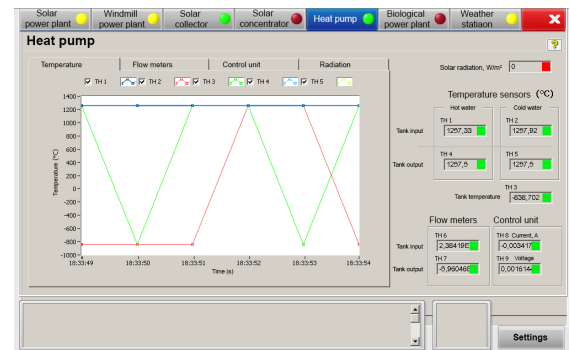 Solar power plant
Windmill power plant
Solar collector
Solar concentrator
Heat pump
Biological power plant
Weather statiaon
Heat pump
Temperature
Flow meters
Control unit
Radiation
Solar radiation, W/m² 0
TH 1 TH 2 TH 3 TH 4 TH 5
Temperature sensors (°C)
Hot water
Cold water
TH 1
TH 2
Tank input 1257,33 1257,92
TH 4
TH 5
Tank output 1257,5 1257,5
TH 3
Tank temperature -836,702
Flow meters
Control unit
TH 6
TH 8 Current, A
Tank input 2,38419E -0,003417
TH 7
TH 9 Voltage
Tank output -5,960468 0,0016144
Temperature (°C)
1400
1200
1000
800
600
400
200
0
-200
-400
-600
-800
-1000
18:33:49 18:33:50 18:33:51 18:33:52 18:33:53 18:33:54
Time (s)
Settings